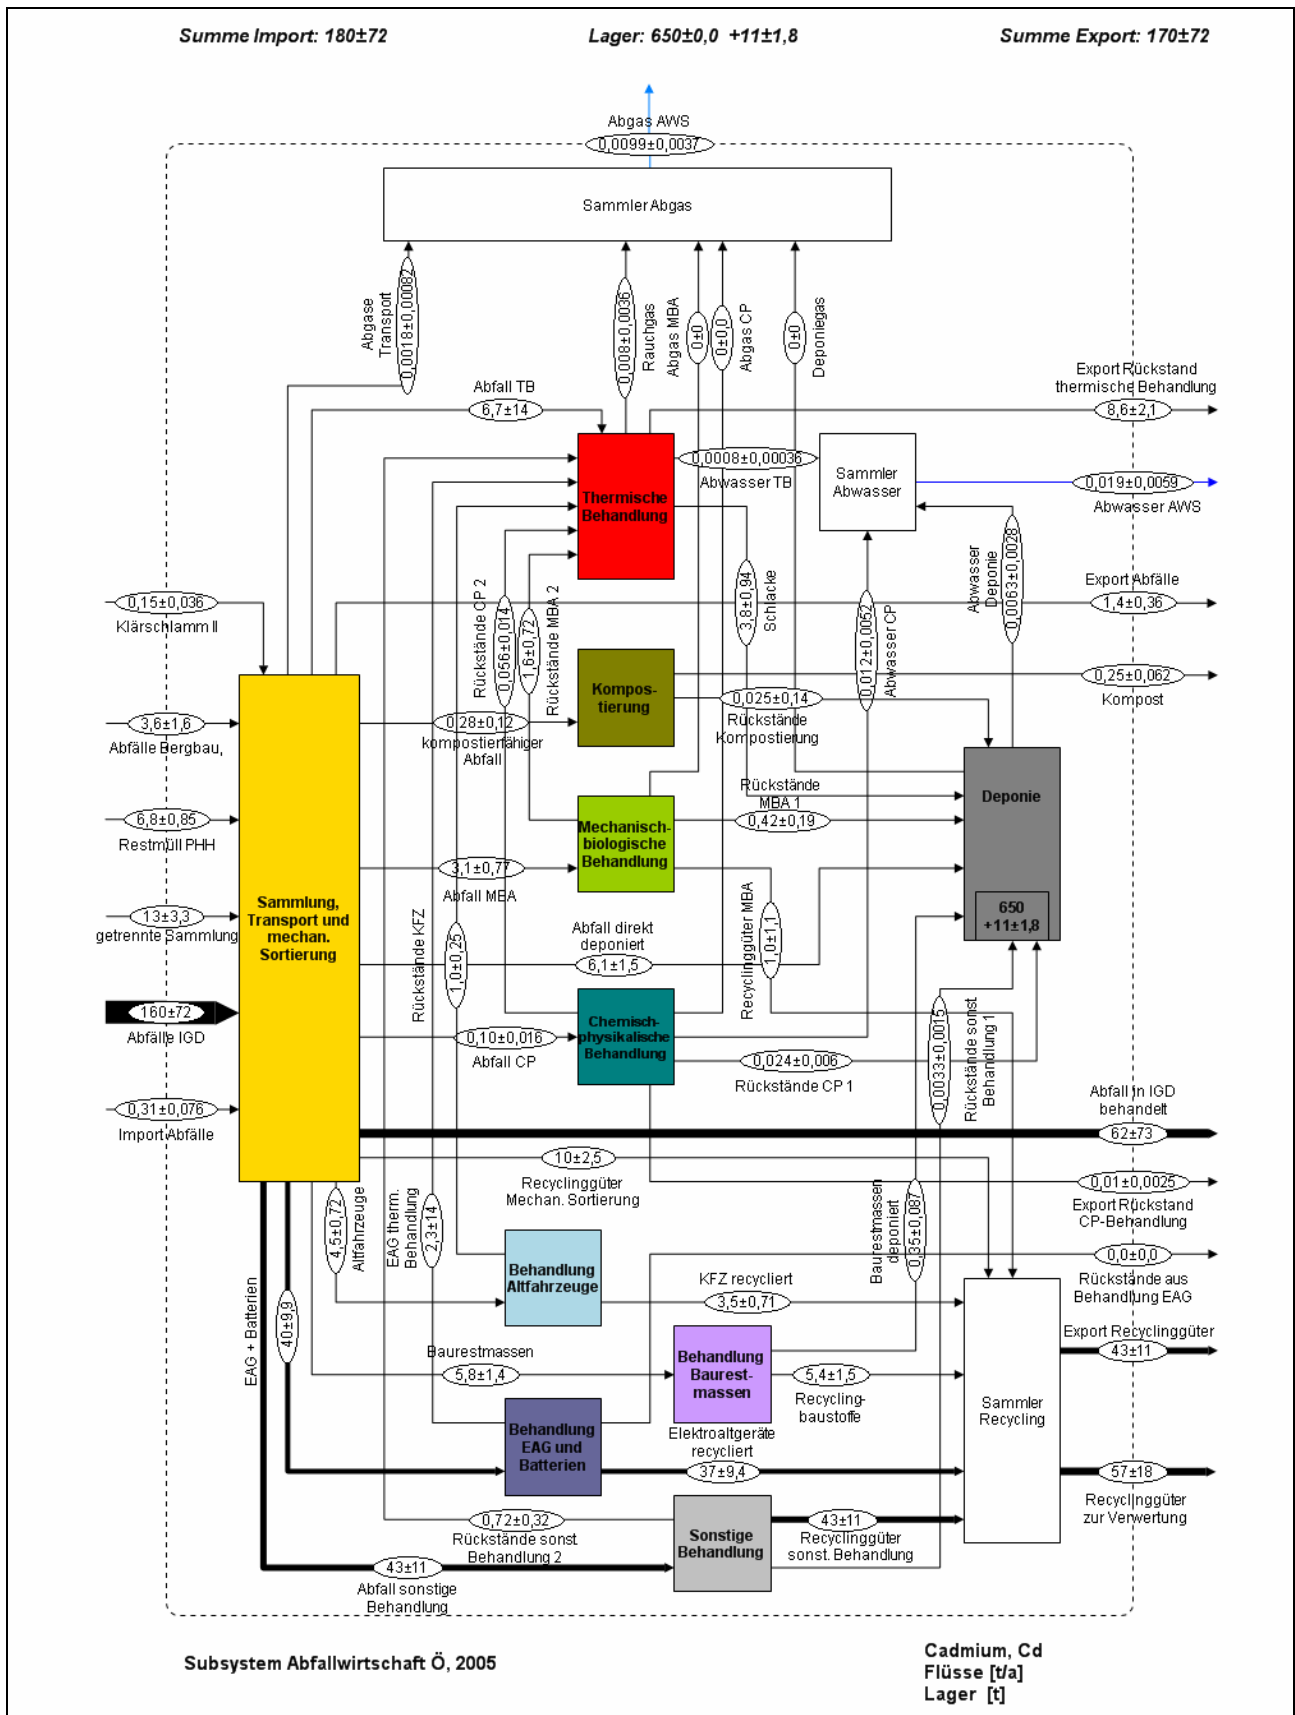 Summe Import: 180±72
Lager: 650±0,0 +11±1,8
Summe Export: 170±72
Abgas AWS
0,0099±0,0037
Sammler Abgas
Abgase
Transport
0,0018±0,00082
0,008±0,0036
Rauchgas
Abgas MBA
0±0
0±0,0
Abgas CP
0±0
Deponiegas
Abfall TB
6,7±14
Export Rückstand
thermische Behandlung
8,6±2,1
Thermische
Behandlung
0,0008±0,00036
Abwasser TB
Sammler
Abwasser
0,019±0,0059
Abwasser AWS
Rückstände CP 2
0,056±0,014
1,6±0,72
Rückstände MBA 2
3,8±0,94
Schlacke
0,012±0,0052
Abwasser CP
Abwasser
Deponie
0,0063±0,0028
0,15±0,036
Klärschlamm II
Export Abfälle
1,4±0,36
Kompos-
tierung
0,25±0,062
Kompost
3,6±1,6
Abfälle Bergbau,
0,28±0,12
kompostierfähiger
Abfall
0,025±0,14
Rückstände
Kompostierung
6,8±0,85
Restmüll PHH
Mechanisch-
biologische
Behandlung
Rückstände
MBA 1
0,42±0,19
Deponie
650
+11±1,8
3,1±0,77
Abfall MBA
Sammlung,
Transport und
mechan.
Sortierung
13±3,3
getrennte Sammlung
Rückstände KFZ
1,0±0,25
Abfall direkt
deponiert
6,1±1,5
Recyclinggüter MBA
1,0±1,1
160±72
Abfälle IGD
0,10±0,016
Abfall CP
Chemisch-
physikalische
Behandlung
0,024±0,006
Rückstände CP 1
0,0033±0,0015
Rückstände sonst
Behandlung 1
0,31±0,076
Import Abfälle
Abfall in IGD
behandelt
62±73
10±2,5
Recyclinggüter
Mechan. Sortierung
0,01±0,0025
Export Rückstand
CP-Behandlung
4,5±0,72
Altfahrzeuge
EAG therm.
Behandlung
2,3±14
Baurestmassen
deponiert
0,35±0,087
Behandlung
Altfahrzeuge
0,0±0,0
Rückstände aus
Behandlung EAG
KFZ recycliert
3,5±0,71
EAG + Batterien
40±9,9
Baurestmassen
5,8±1,4
Behandlung
Baurest-
massen
5,4±1,5
Recycling-
baustoffe
Export Recyclinggüter
43±11
Sammler
Recycling
Behandlung
EAG und
Batterien
Elektroaltgeräte
recycliert
37±9,4
57±18
Recyclinggüter
zur Verwertung
0,72±0,32
Rückstände sonst.
Behandlung 2
Sonstige
Behandlung
43±11
Recyclinggüter
sonst. Behandlung
43±11
Abfall sonstige
Behandlung
Subsystem Abfallwirtschaft Ö, 2005
Cadmium, Cd
Flüsse [t/a]
Lager [t]